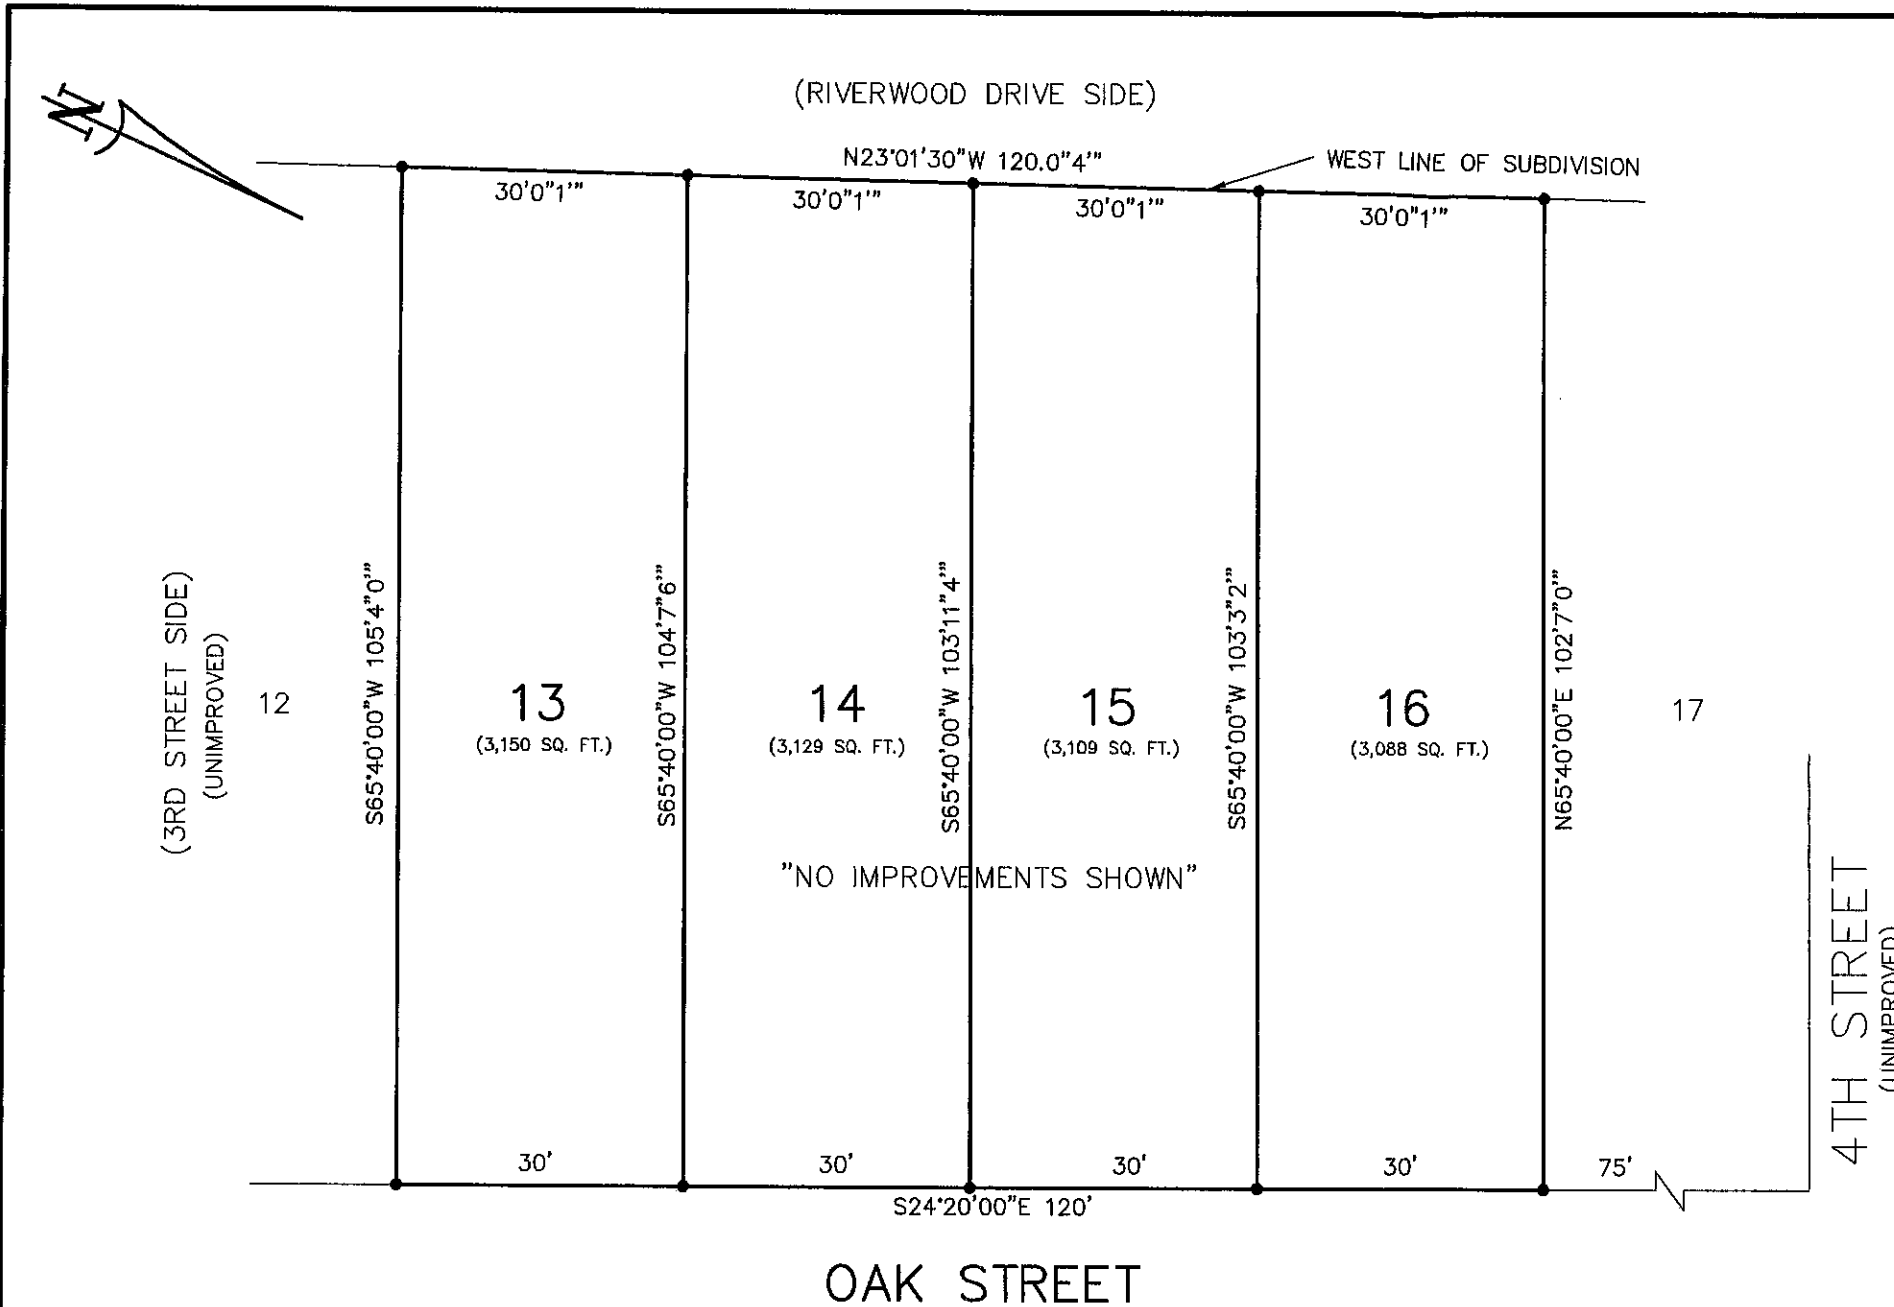 N
(RIVERWOOD DRIVE SIDE)
N23°01'30"W 120.0"4'"
WEST LINE OF SUBDIVISION
30'0"1'"
30'0"1'"
30'0"1'"
30'0"1'"
(3RD STREET SIDE)
(UNIMPROVED)
12
S65°40'00"W 105'4"0'"
13
(3,150 SQ. FT.)
S65°40'00"W 104'7"6'"
14
(3,129 SQ. FT.)
S65°40'00"W 103'11"4'"
15
(3,109 SQ. FT.)
S65°40'00"W 103'3"2'"
16
(3,088 SQ. FT.)
N65°40'00"E 102'7"0'"
17
"NO IMPROVEMENTS SHOWN"
4TH STREET
(UNIMPROVED)
30'
30'
30'
30'
75'
S24°20'00"E 120'
OAK STREET